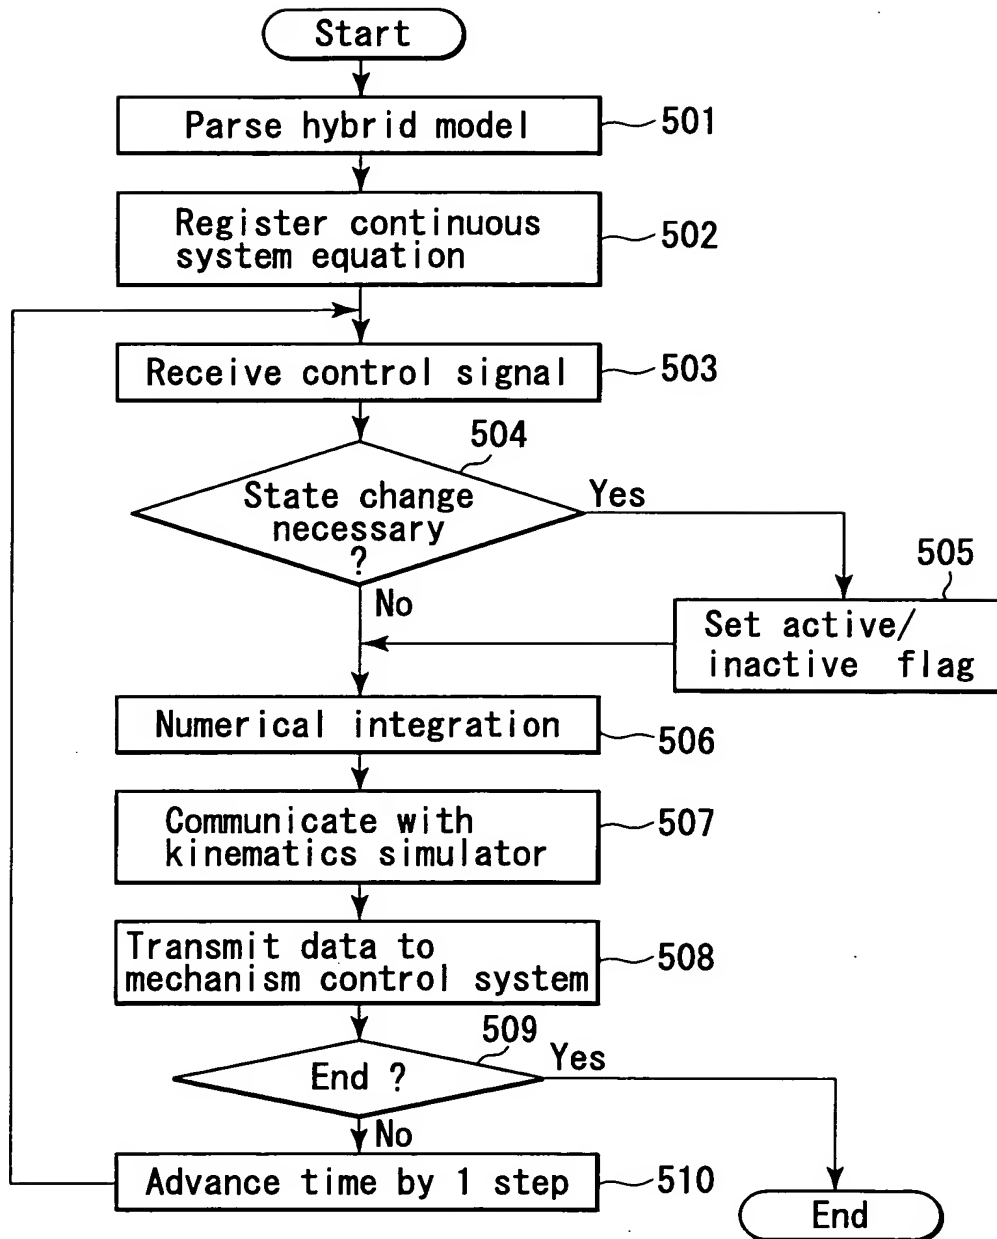 Start
Parse hybrid model
501
Register continuous
system equation
502
Receive control signal
503
504
State change
necessary
?
Yes
No
505
Set active/
inactive flag
Numerical integration
506
Communicate with
kinematics simulator
507
Transmit data to
mechanism control system
508
509
End ?
Yes
No
Advance time by 1 step
510
End